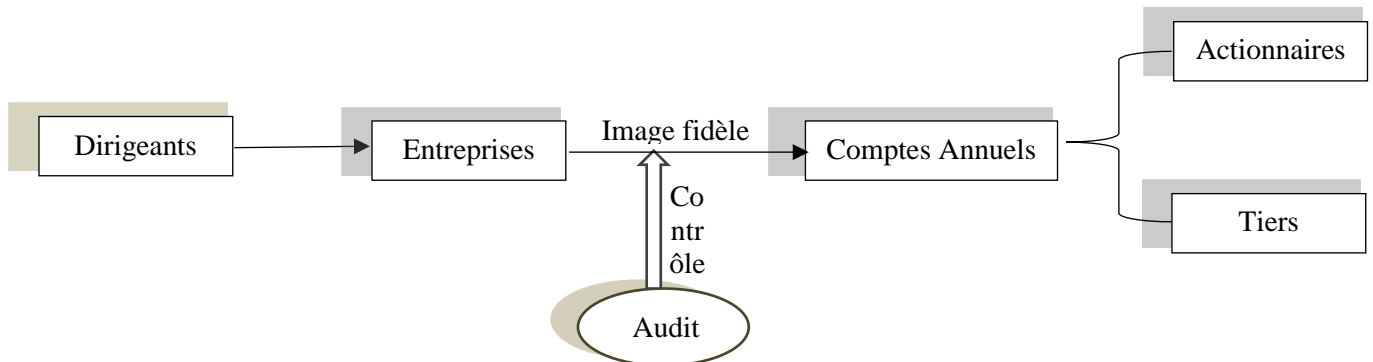 Dirigeants
Entreprises
Image fidèle
Comptes Annuels
Actionnaires
Tiers
Co
ntr
ôle
Audit